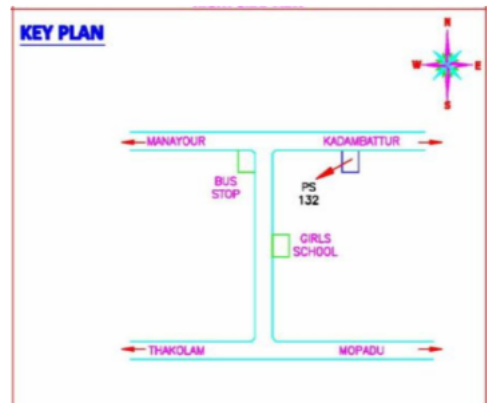 KEY PLAN
N
W
E
S
MANAYOUR
KADAMBATTUR
BUS
STOP
PS
132
GIRLS
SCHOOL
THAKOLAM
MOPADU